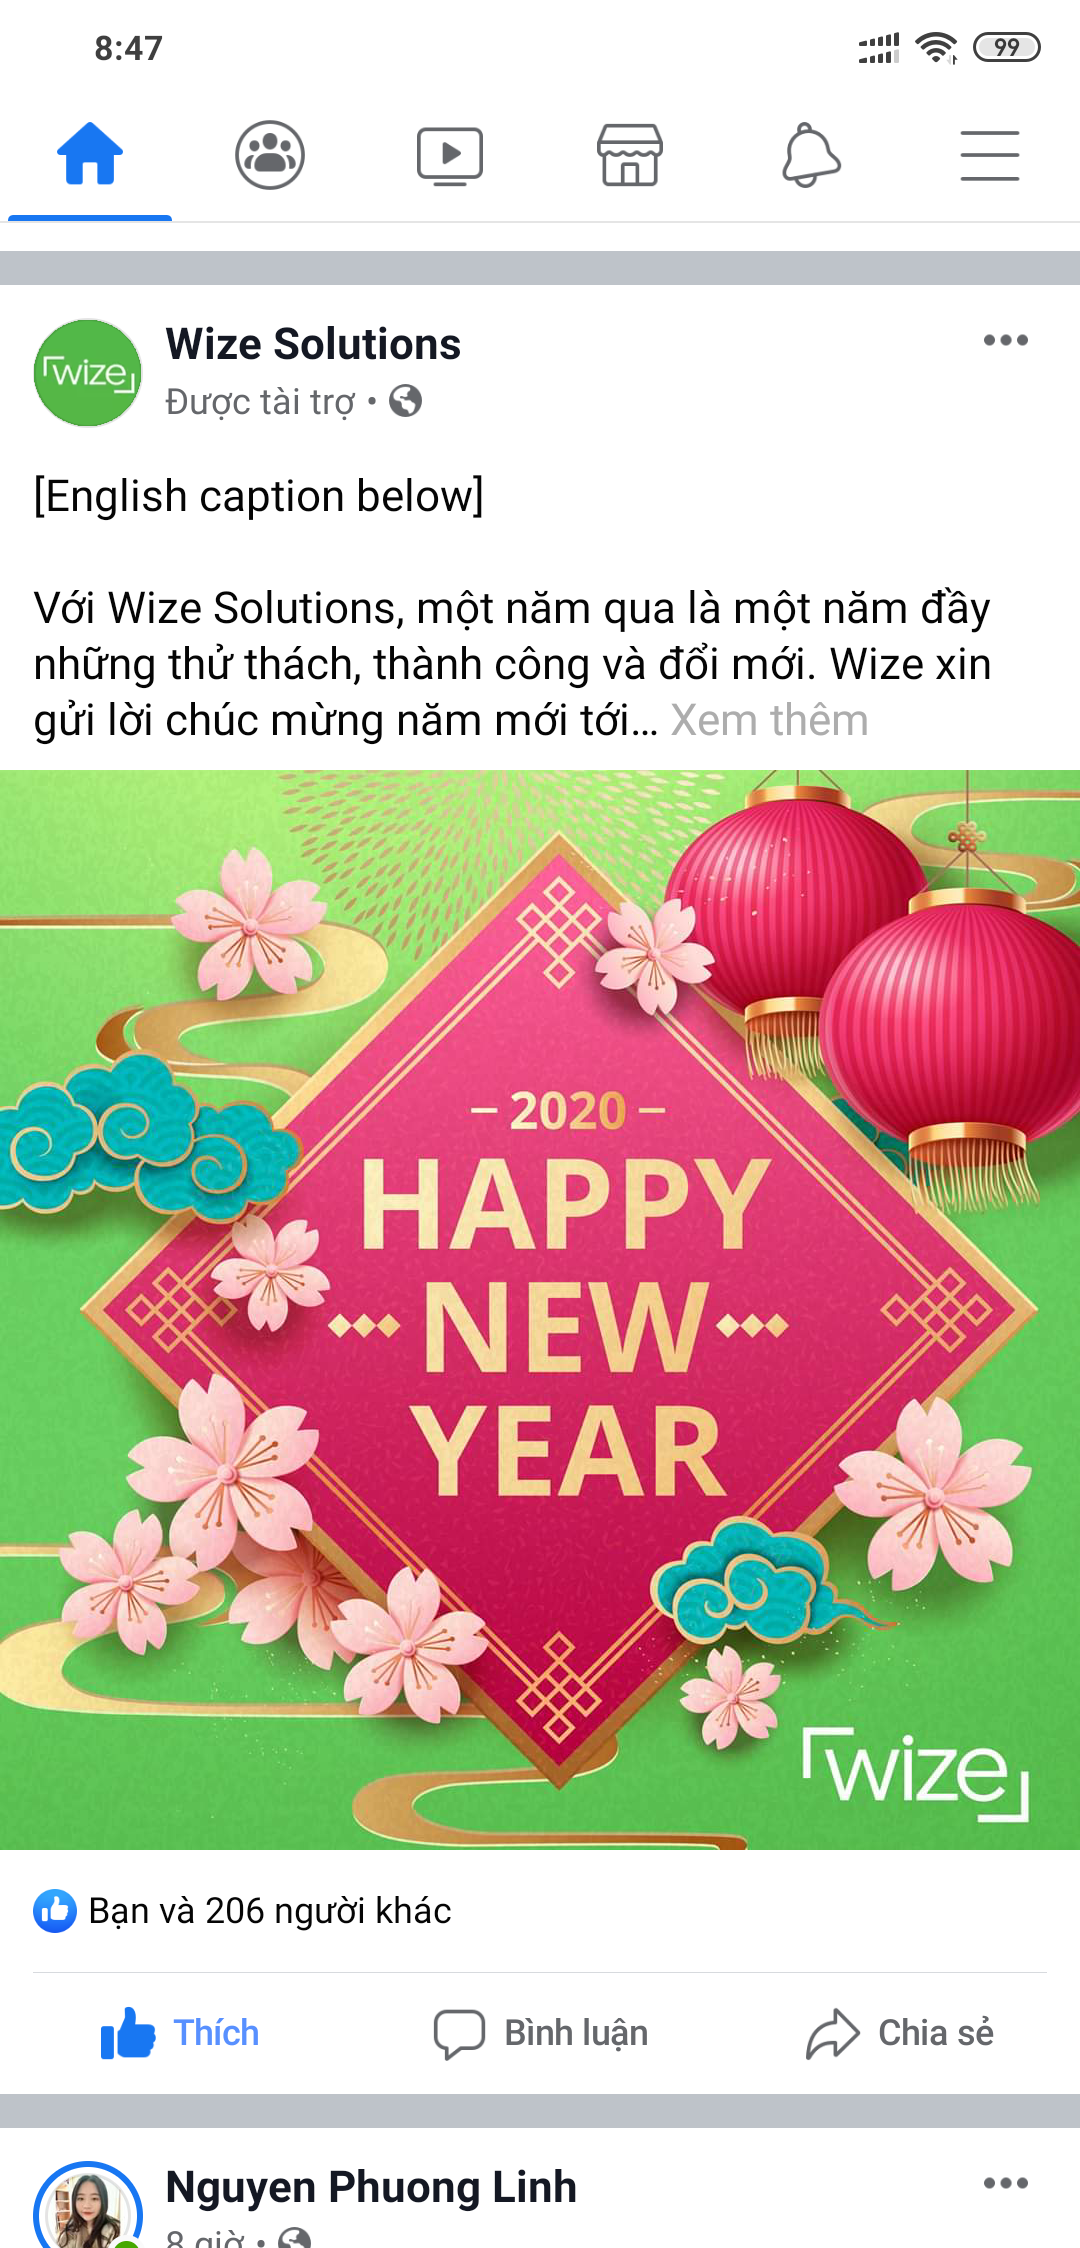 8:47
99
wize
Wize Solutions
Được tài trợ •
[English caption below]
Với Wize Solutions, một năm qua là một năm đầy
những thử thách, thành công và đổi mới. Wize xin
gửi lời chúc mừng năm mới tới... Xem thêm
– 2020 –
HAPPY
NEW
YEAR
wize
Bạn và 206 người khác
Thích
Bình luận
Chia sẻ
Nguyen Phuong Linh
8 giờ •